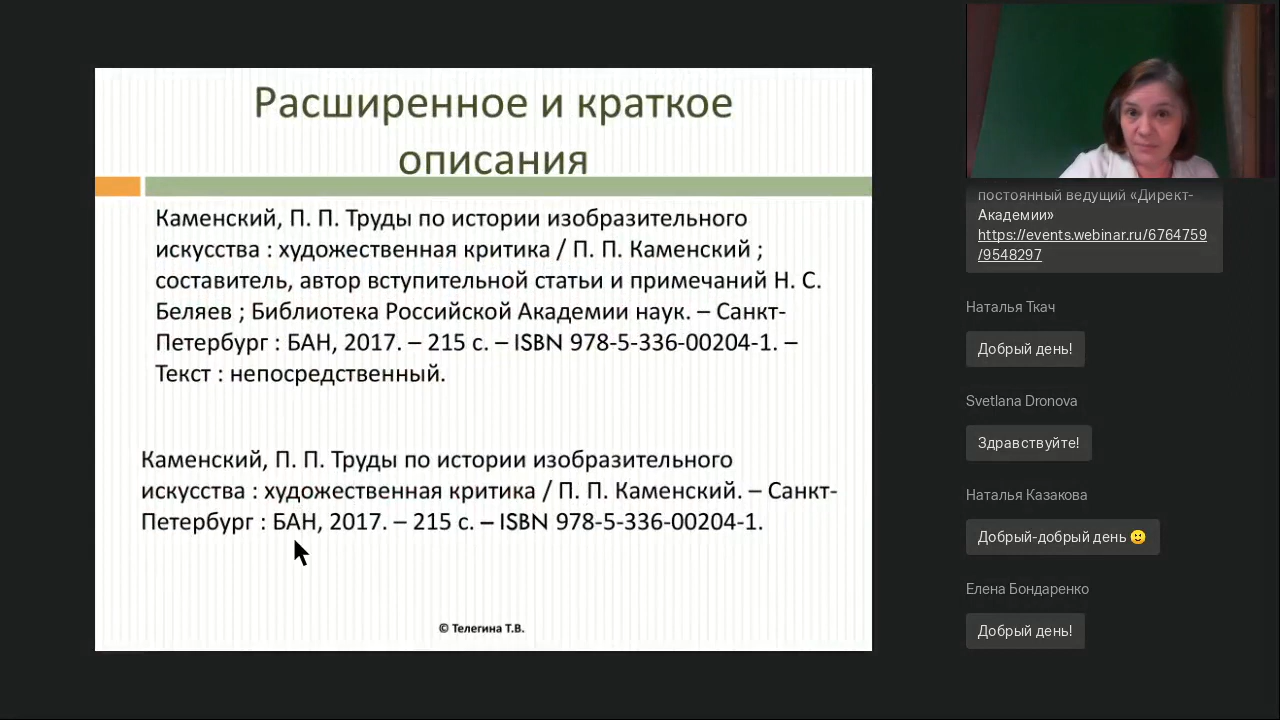 Расширенное и краткое
описания
Каменский, П. П. Труды по истории изобразительного
искусства : художественная критика / П. П. Каменский ;
составитель, автор вступительной статьи и примечаний Н. С.
Беляев ; Библиотека Российской Академии наук. – Санкт-
Петербург : БАН, 2017. – 215 с. – ISBN 978-5-336-00204-1. –
Текст : непосредственный.
Каменский, П. П. Труды по истории изобразительного
искусства : художественная критика / П. П. Каменский. – Санкт-
Петербург : БАН, 2017. – 215 с. – ISBN 978-5-336-00204-1.
© Телегина Т.В.
постоянный ведущий «Директ-
Академии»
https://events.webinar.ru/6764759
/9548297
Наталья Ткач
Добрый день!
Svetlana Dronova
Здравствуйте!
Наталья Казакова
Добрый-добрый день 🙂
Елена Бондаренко
Добрый день!